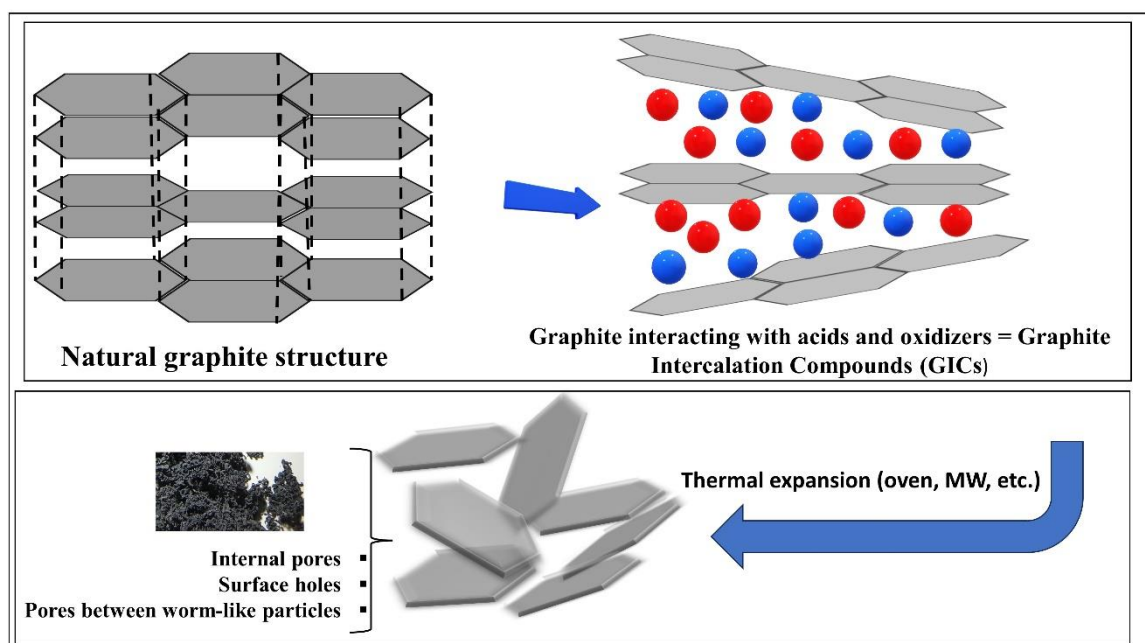 Natural graphite structure
Graphite interacting with acids and oxidizers = Graphite
Intercalation Compounds (GICs)
Thermal expansion (oven, MW, etc.)
Internal pores ▪
Surface holes ▪
Pores between worm-like particles ▪